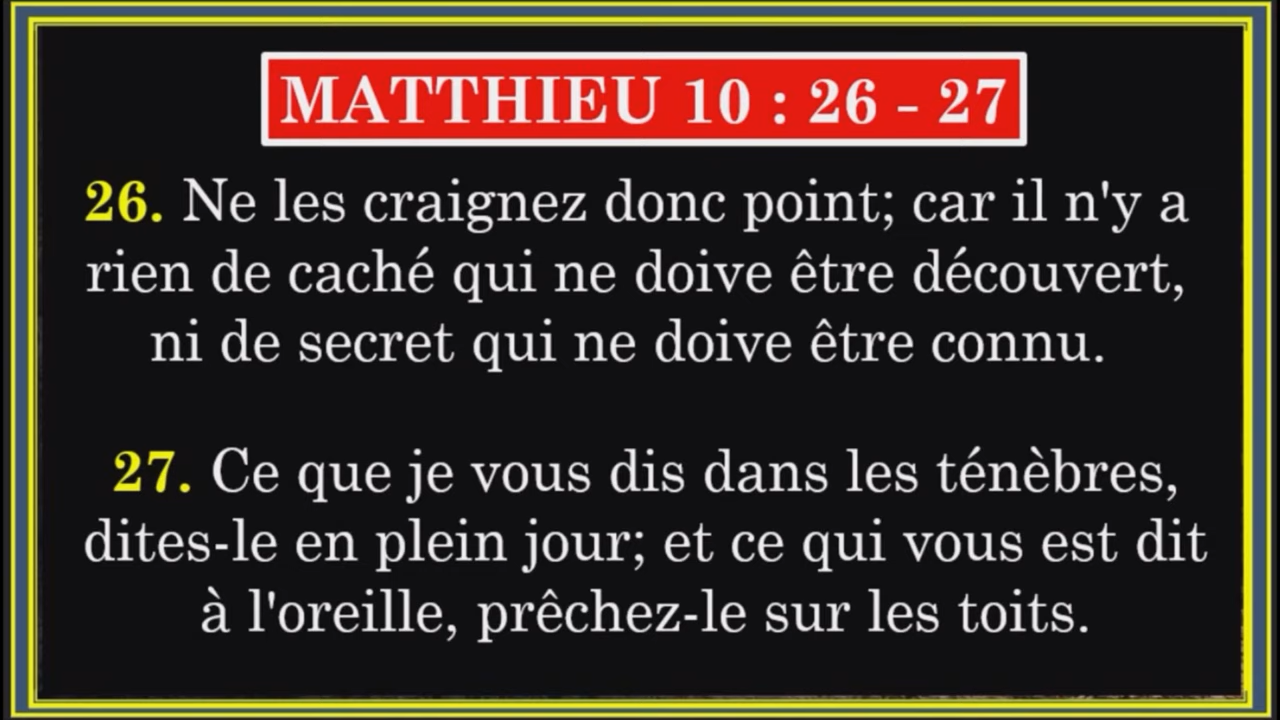 MATTHIEU 10 : 26 - 27
26. Ne les craignez donc point; car il n'y a
rien de caché qui ne doive être découvert,
ni de secret qui ne doive être connu.
27. Ce que je vous dis dans les ténèbres,
dites-le en plein jour; et ce qui vous est dit
à l'oreille, prêchez-le sur les toits.